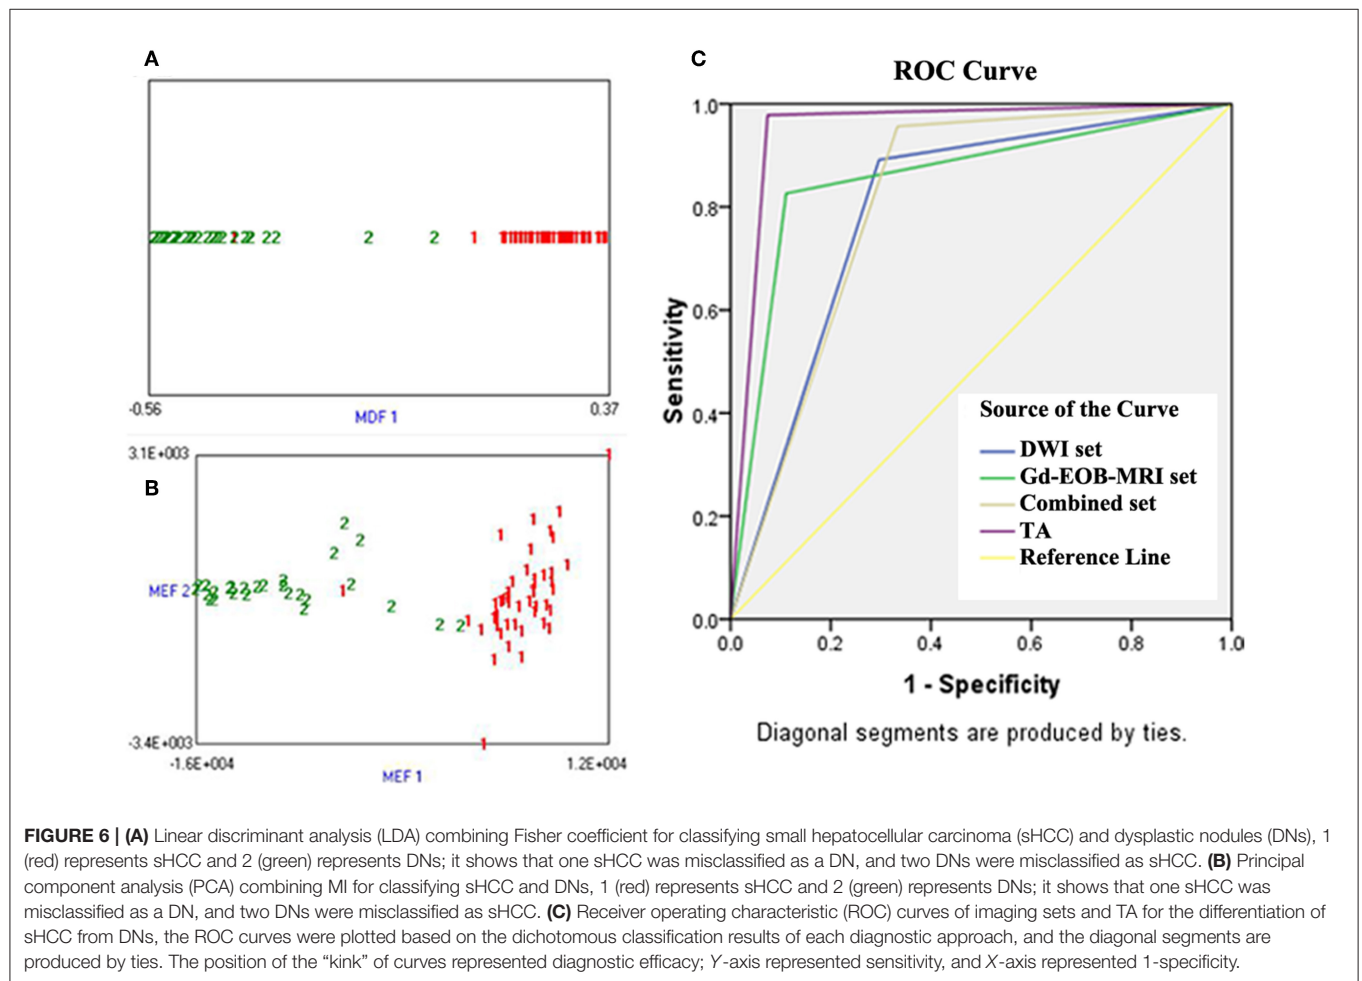 A
-0.56
0.37
MDF 1
3.1E+003
B
MEF 2
-3.4E+003
-1.6E+004
1.2E+004
MEF 1
C
ROC Curve
1.0
0.8
0.6
0.4
0.2
0.0
Sensitivity
0.0 0.2 0.4 0.6 0.8 1.0
1 - Specificity
Source of the Curve
DWI set
Gd-EOB-MRI set
Combined set
TA
Reference Line
Diagonal segments are produced by ties.
FIGURE 6 | (A) Linear discriminant analysis (LDA) combining Fisher coefficient for classifying small hepatocellular carcinoma (sHCC) and dysplastic nodules (DNs), 1
(red) represents sHCC and 2 (green) represents DNs; it shows that one sHCC was misclassified as a DN, and two DNs were misclassified as sHCC. (B) Principal
component analysis (PCA) combining MI for classifying sHCC and DNs, 1 (red) represents sHCC and 2 (green) represents DNs; it shows that one sHCC was
misclassified as a DN, and two DNs were misclassified as sHCC. (C) Receiver operating characteristic (ROC) curves of imaging sets and TA for the differentiation of
sHCC from DNs, the ROC curves were plotted based on the dichotomous classification results of each diagnostic approach, and the diagonal segments are
produced by ties. The position of the “kink” of curves represented diagnostic efficacy; Y-axis represented sensitivity, and X-axis represented 1-specificity.